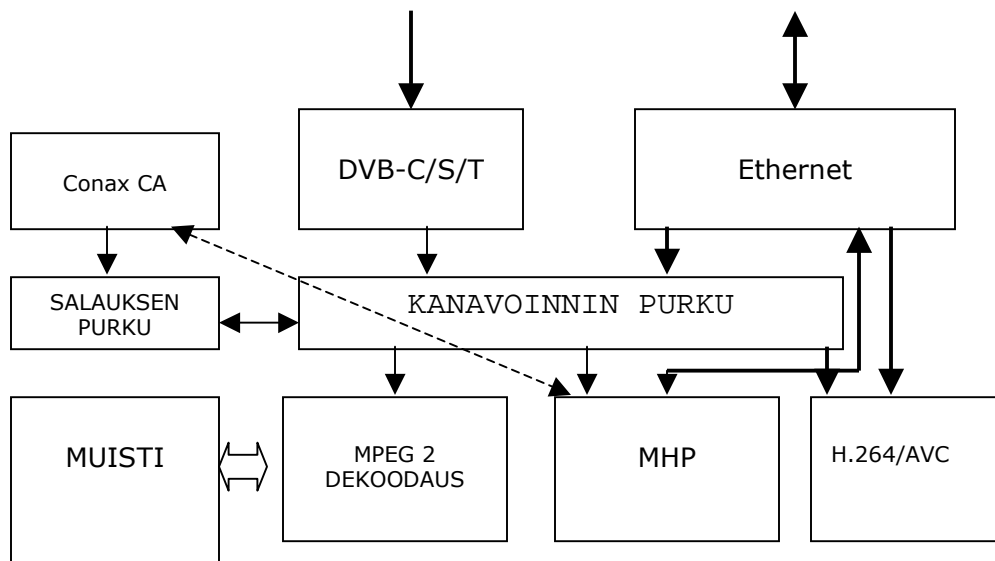 Conax CA
DVB-C/S/T
Ethernet
SALAUKSEN
PURKU
KANAVOINNIN PURKU
MUISTI
MPEG 2
DEKOODAUS
MHP
H.264/AVC